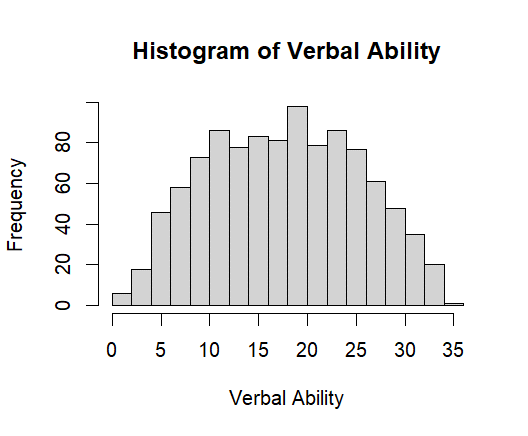 Histogram of Verbal Ability
Frequency
0 20 40 60 80
0 5 10 15 20 25 30 35
Verbal Ability